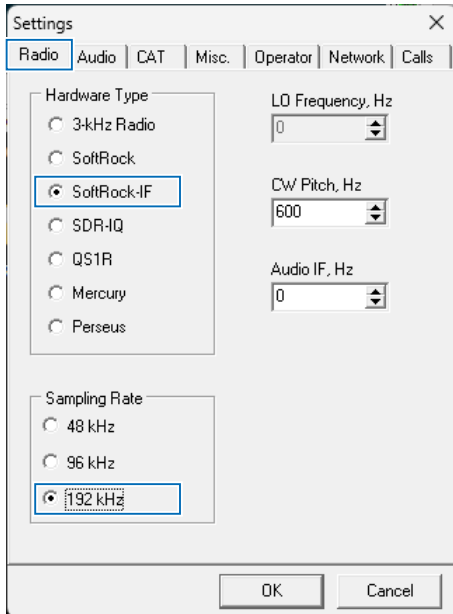 Settings
Radio Audio CAT Misc. Operator Network Calls
Hardware Type
3-kHz Radio
SoftRock
SoftRock-IF
SDR-IQ
QS1R
Mercury
Perseus
LO Frequency, Hz
0
CW Pitch, Hz
600
Audio IF, Hz
0
Sampling Rate
48 kHz
96 kHz
192 kHz
OK Cancel